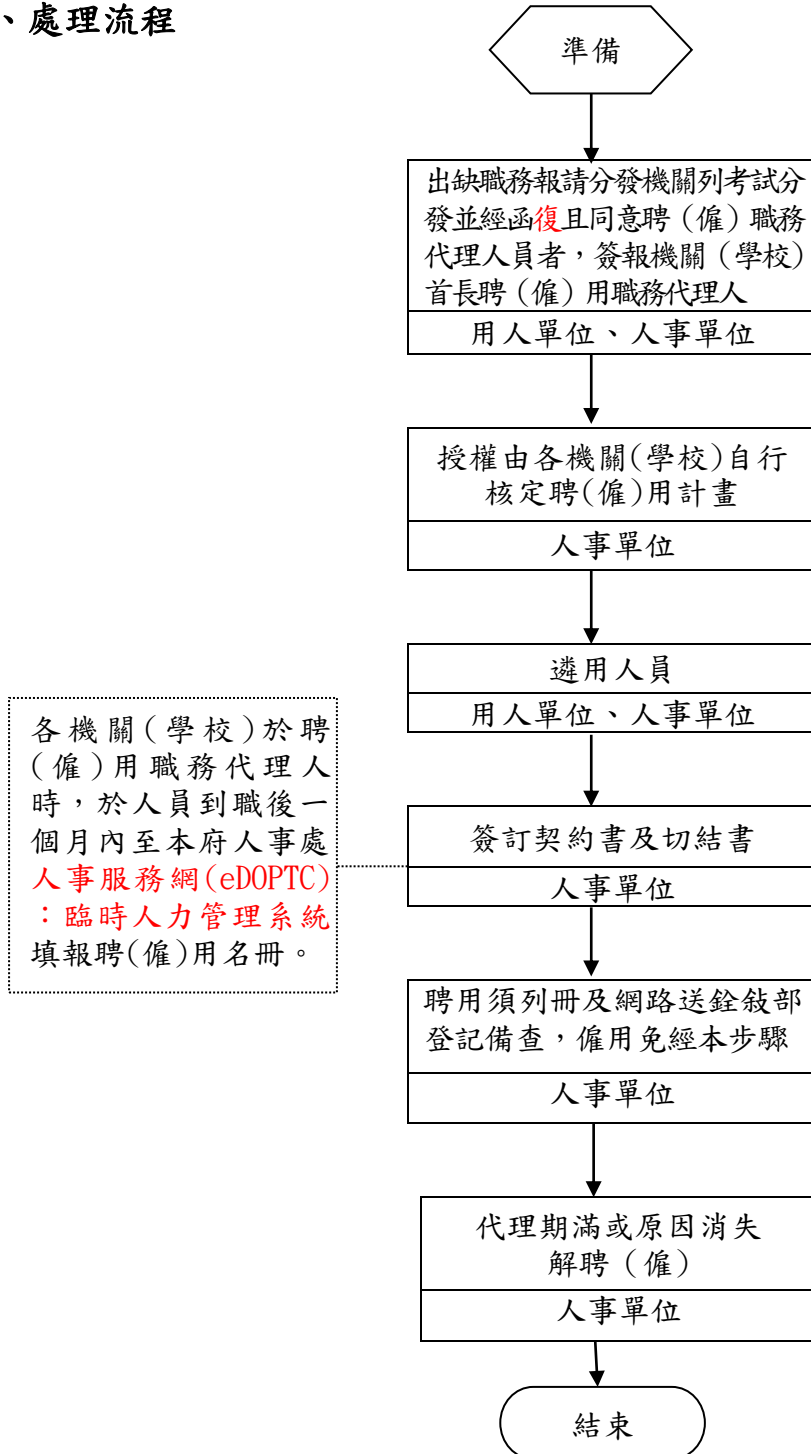 、處理流程
準備
出缺職務報請分發機關列考試分
發並經函復且同意聘（僱）職務
代理人員者，簽報機關（學校）
首長聘（僱）用職務代理人
用人單位、人事單位
授權由各機關(學校)自行
核定聘(僱)用計畫
人事單位
遴用人員
用人單位、人事單位
各機關(學校)於聘
(僱)用職務代理人
時，於人員到職後一
個月內至本府人事處
人事服務網(eDOPTC)
：臨時人力管理系統
填報聘(僱)用名冊。
簽訂契約書及切結書
人事單位
聘用須列冊及網路送銓敍部
登記備查，僱用免經本步驟
人事單位
代理期滿或原因消失
解聘（僱）
人事單位
結束